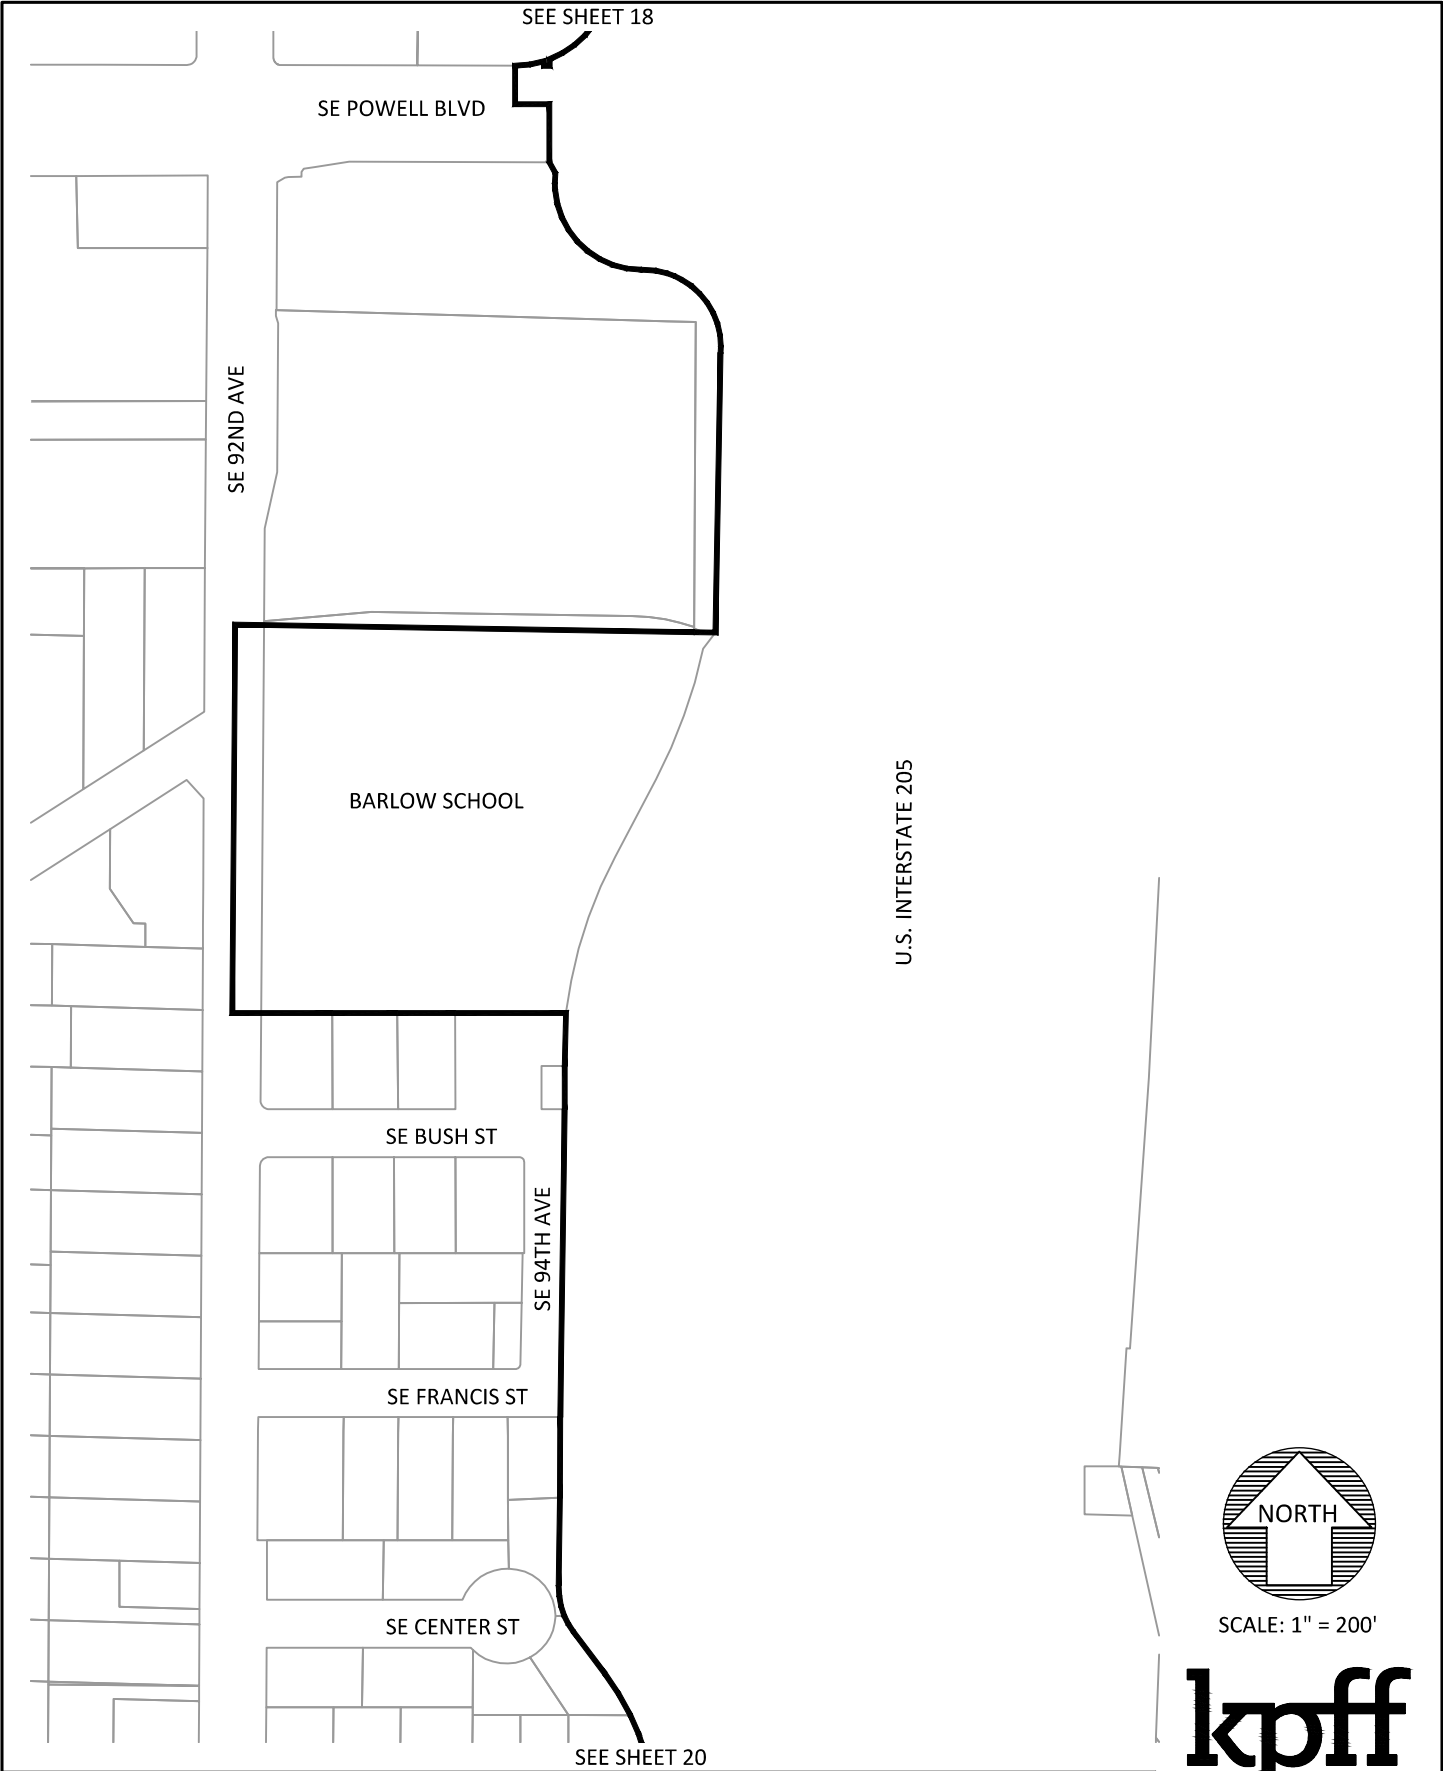 SEE SHEET 18
SE POWELL BLVD
SE 92ND AVE
BARLOW SCHOOL
U.S. INTERSTATE 205
SE BUSH ST
SE 94TH AVE
SE FRANCIS ST
NORTH
SE CENTER ST
SCALE: 1" = 200'
kpff
SEE SHEET 20